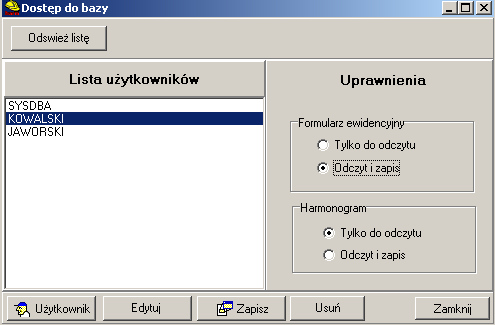 Dostęp do bazy
Odswież listę
Lista użytkowników
SYSDBA
KOWALSKI
JAWORSKI
Uprawnienia
Formularz ewidencyjny
Tylko do odczytu
Odczyt i zapis
Harmonogram
Tylko do odczytu
Odczyt i zapis
Użytkownik
Edytuj
Zapisz
Usuń
Zamknij